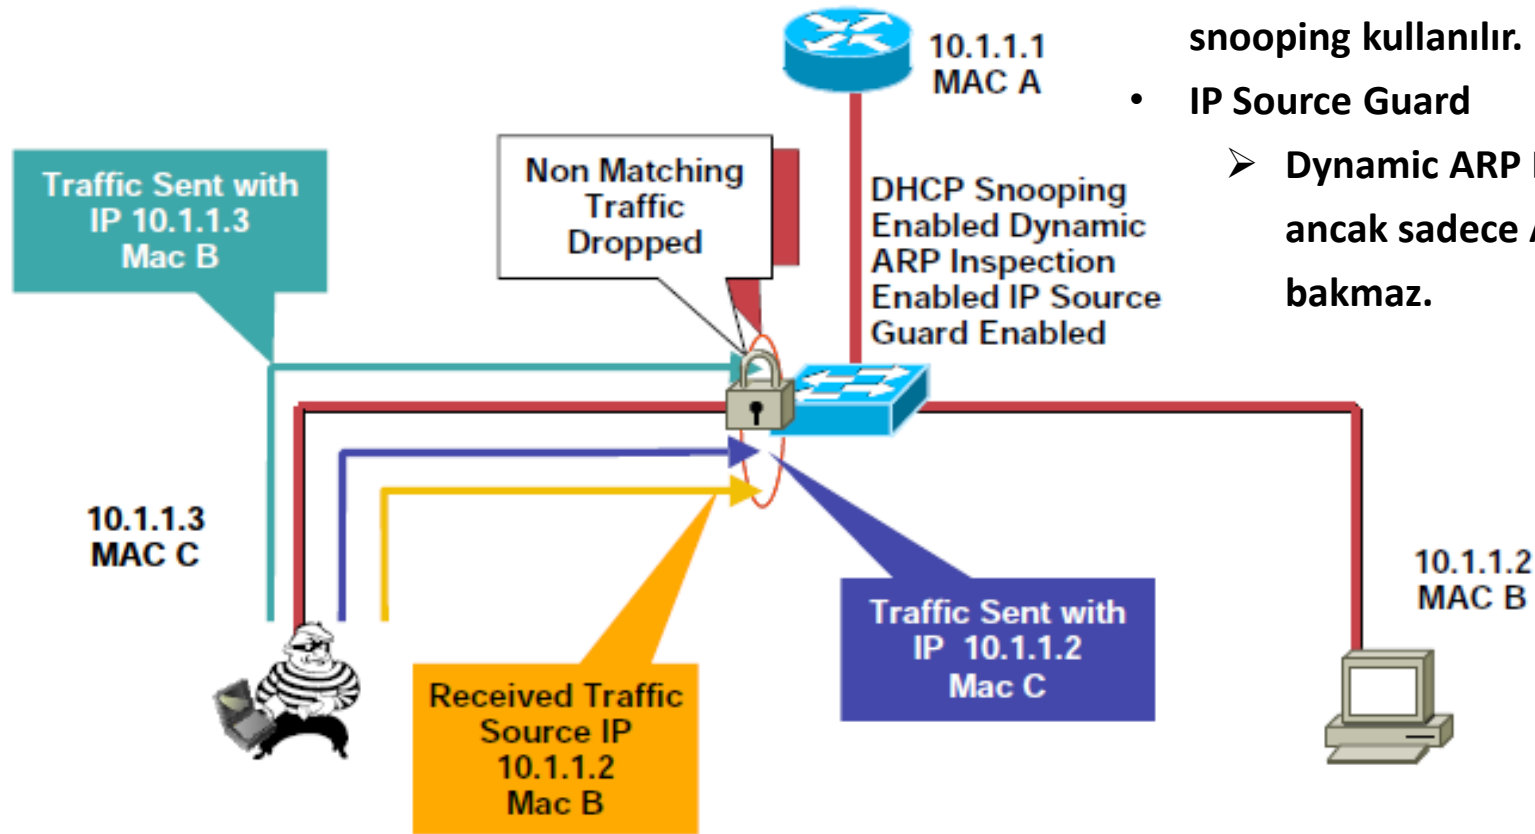 snooping kullanılır.
• IP Source Guard
➢ Dynamic ARP
ancak sadece
bakmaz.
10.1.1.1
MAC A
Non Matching
Traffic
Dropped
Traffic Sent with
IP 10.1.1.3
Mac B
DHCP Snooping
Enabled Dynamic
ARP Inspection
Enabled IP Source
Guard Enabled
10.1.1.3
MAC C
Received Traffic
Source IP
10.1.1.2
Mac B
Traffic Sent with
IP 10.1.1.2
Mac C
10.1.1.2
MAC B